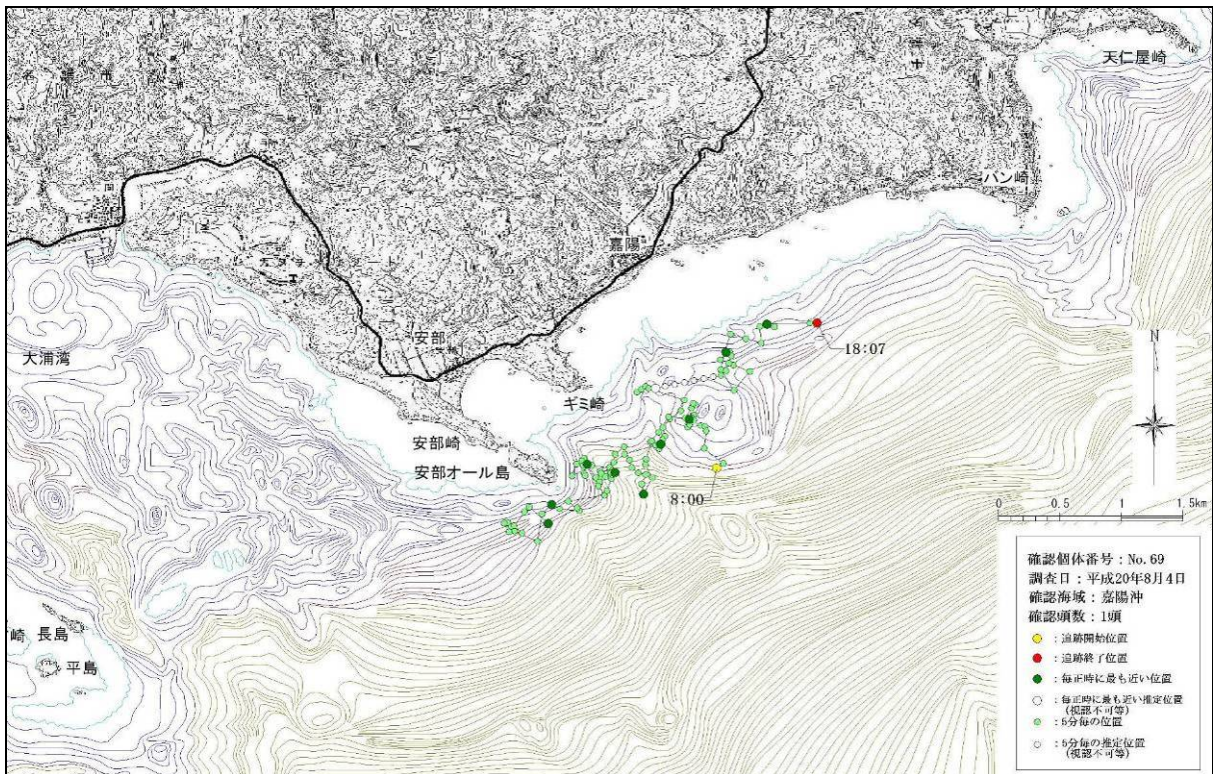 天仁屋崎
バン崎
嘉陽
安部
大浦湾
ギミ崎
安部崎
安部オール島
18:07
8:00
N
0 0.5 1 1.5km
長島
崎
平島
確認個体番号：No. 69
調査日：平成20年8月4日
確認海域：嘉陽沖
確認頭数：1頭
：追跡開始位置
：追跡終了位置
：毎正時に最も近い位置
：毎正時に最も近い推定位置
（視認不可等）
：5分毎の位置
：5分毎の推定位置
（視認不可等）